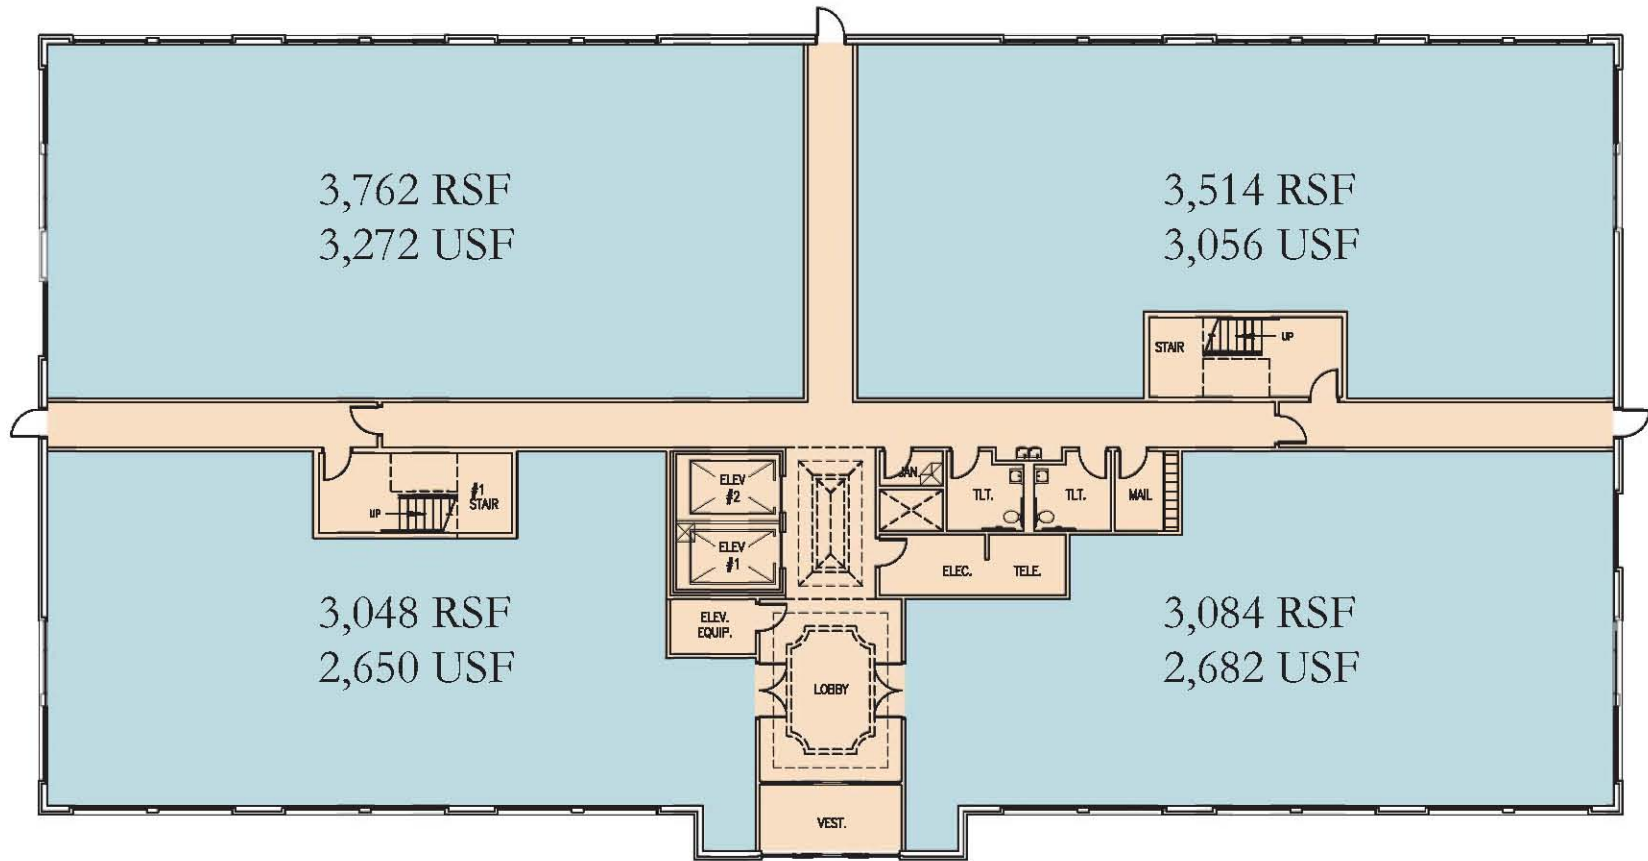 3,762 RSF
3,272 USF
3,514 RSF
3,056 USF
STAIR
UP
#1
STAIR
UP
ELEV
#2
ELEV
#1
JAN.
TLT.
TLT.
MAIL
ELEC.
TELE.
3,048 RSF
2,650 USF
ELEV.
EQUIP.
3,084 RSF
2,682 USF
LOBBY
VEST.